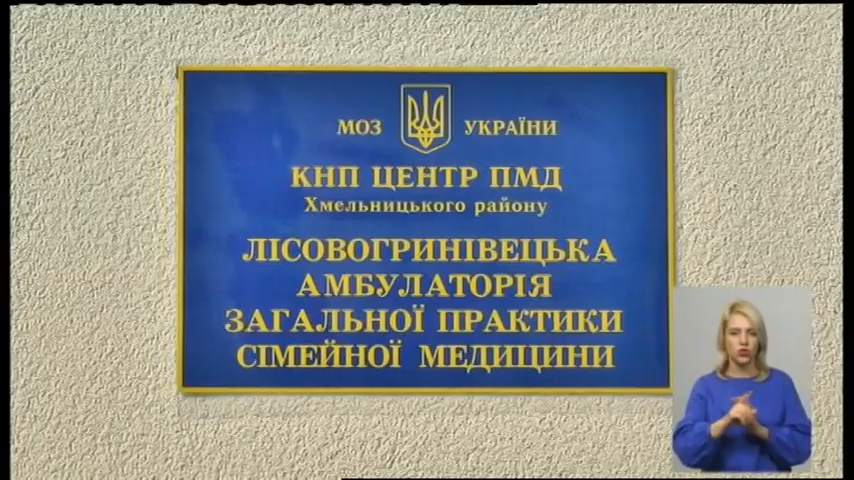 МОЗ УКРАЇНИ
КНП ЦЕНТР ПМД
Хмельницького району
ЛІСОВОГРИНІВЕЦЬКА
АМБУЛАТОРІЯ
ЗАГАЛЬНОЇ ПРАКТИКИ
СІМЕЙНОЇ МЕДИЦИНИ